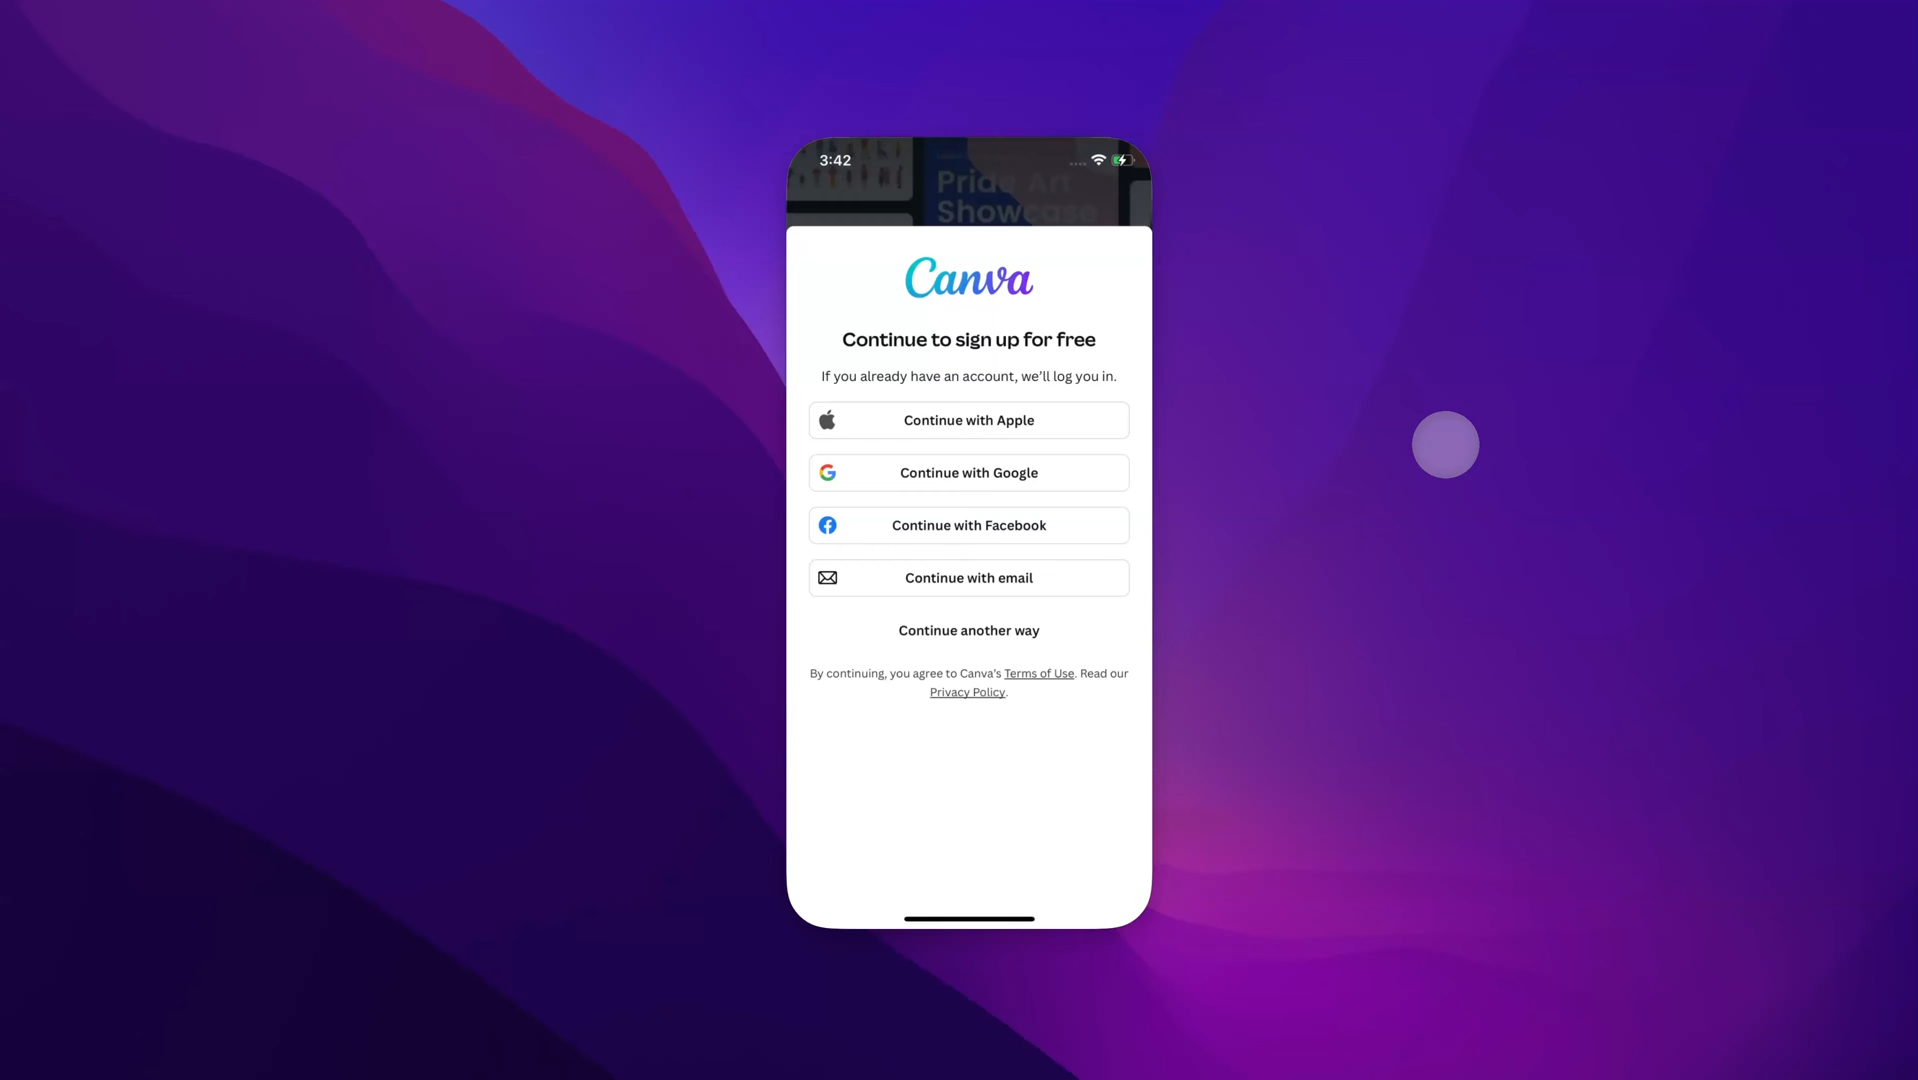 3:42
Pride Art
Showcase
Canva
Continue to sign up for free
If you already have an account, we'll log you in.
Continue with Apple
Continue with Google
Continue with Facebook
Continue with email
Continue another way
By continuing, you agree to Canva's Terms of Use. Read our
Privacy Policy.